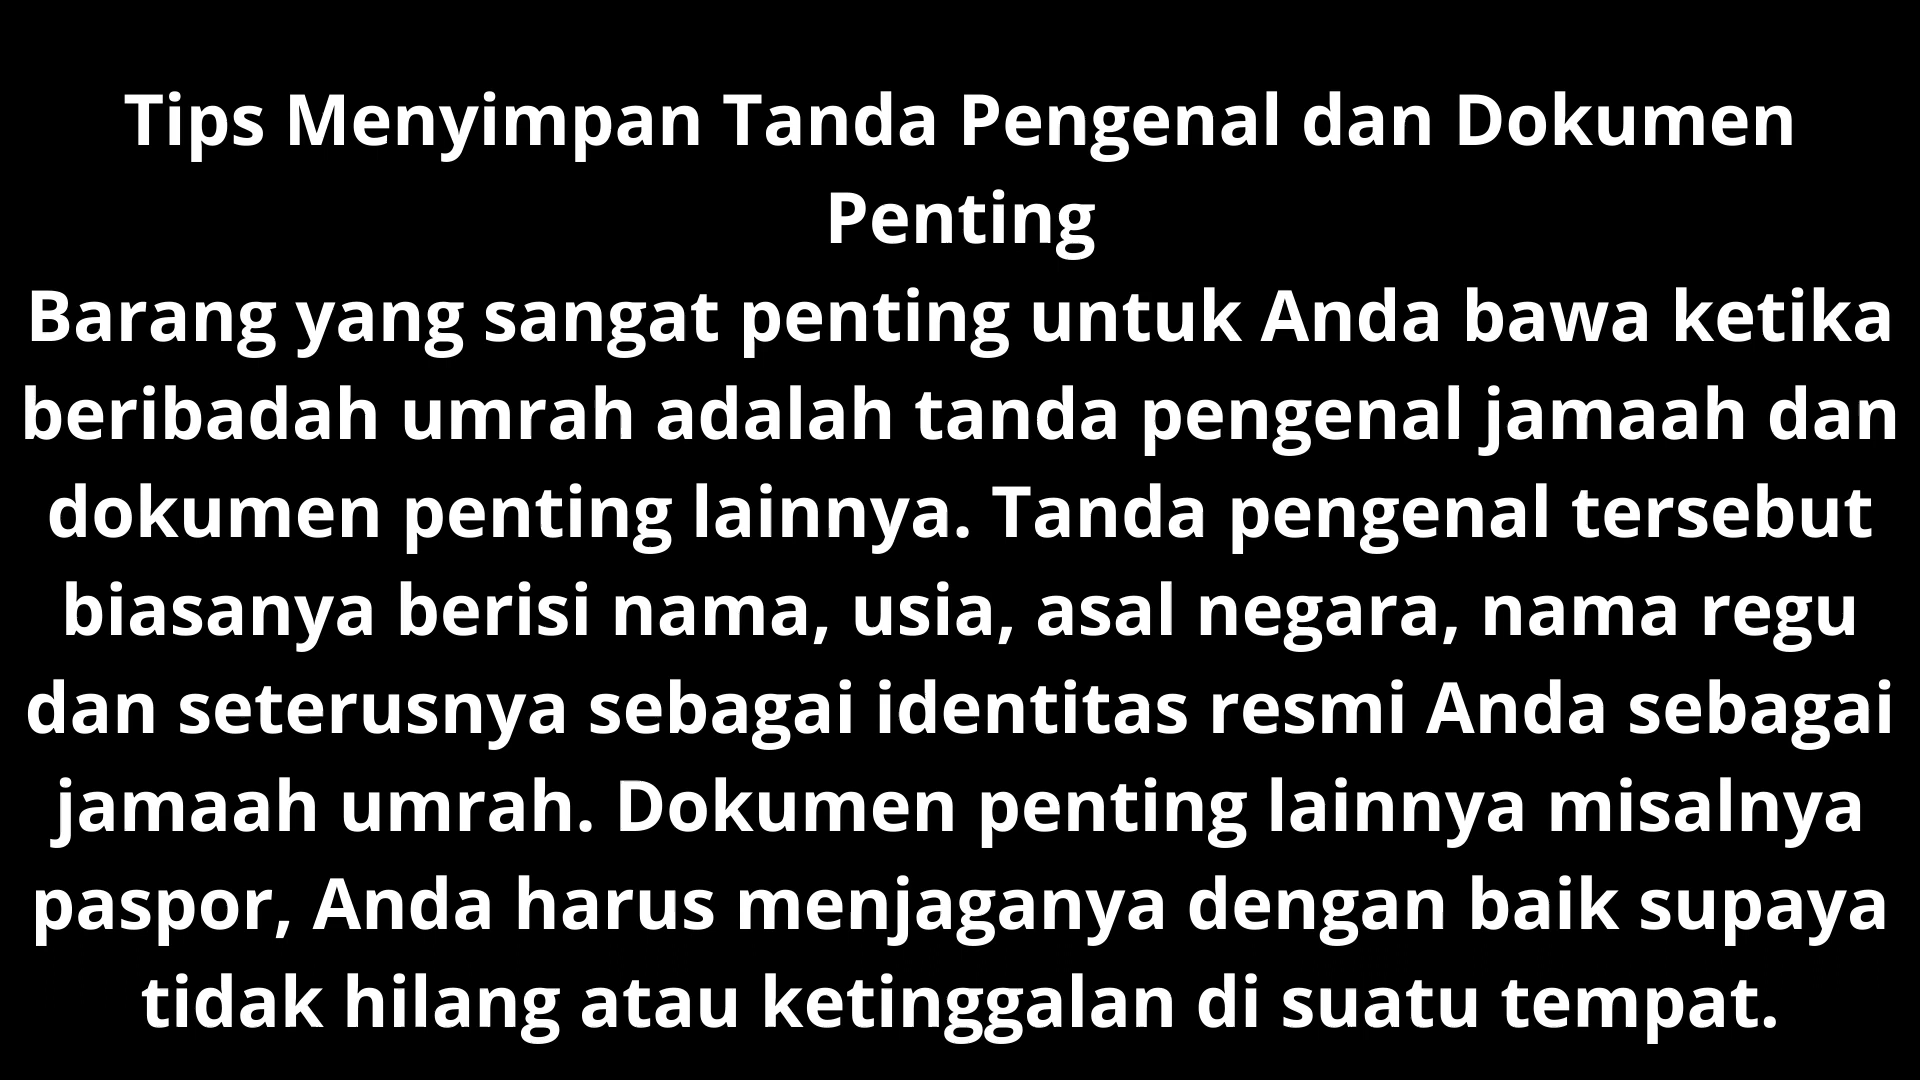 Tips Menyimpan Tanda Pengenal dan Dokumen
Penting
Barang yang sangat penting untuk Anda bawa ketika
beribadah umrah adalah tanda pengenal jamaah dan
dokumen penting lainnya. Tanda pengenal tersebut
biasanya berisi nama, usia, asal negara, nama regu
dan seterusnya sebagai identitas resmi Anda sebagai
jamaah umrah. Dokumen penting lainnya misalnya
paspor, Anda harus menjaganya dengan baik supaya
tidak hilang atau ketinggalan di suatu tempat.